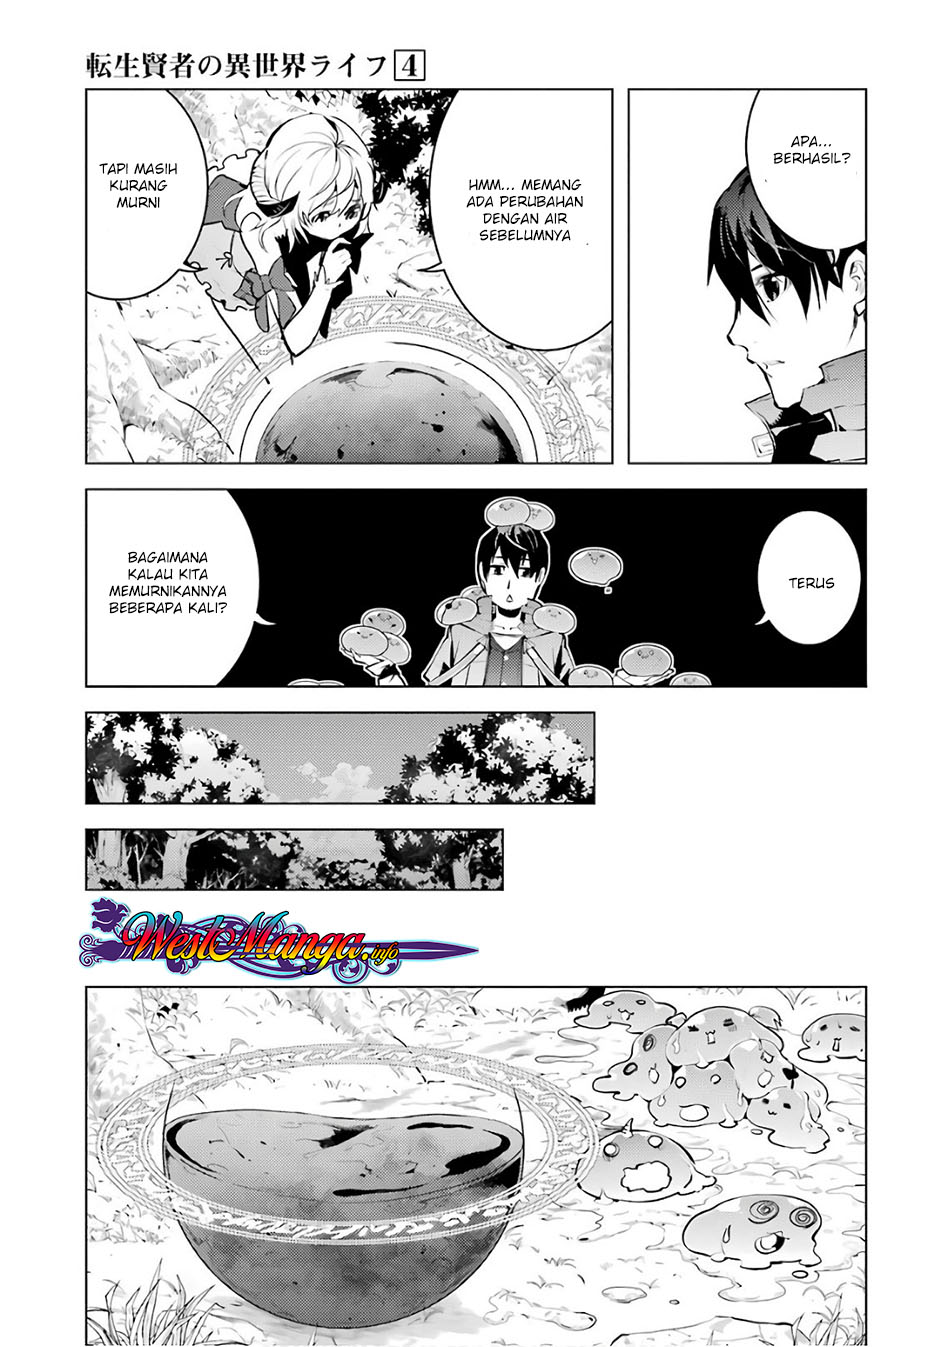 転生賢者の異世界ライフ 4
APA...
BERHASIL?
HMM... MEMANG
ADA PERUBAHAN
DENGAN AIR
SEBELUMNYA
TAPI MASIH
KURANG
MURNI
TERUS
BAGAIMANA
KALAU KITA
MEMURNIKANNYA
BEBERAPA KALI?
WestManga.info